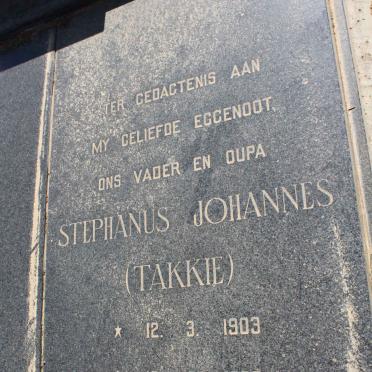 TER GEDAGTENIS AAN
MY GELIEFDE EGGENOOT,
ONS VADER EN OUPA
STEPHANUS JOHANNES
(TAKKIE)
* 12. 3. 1903